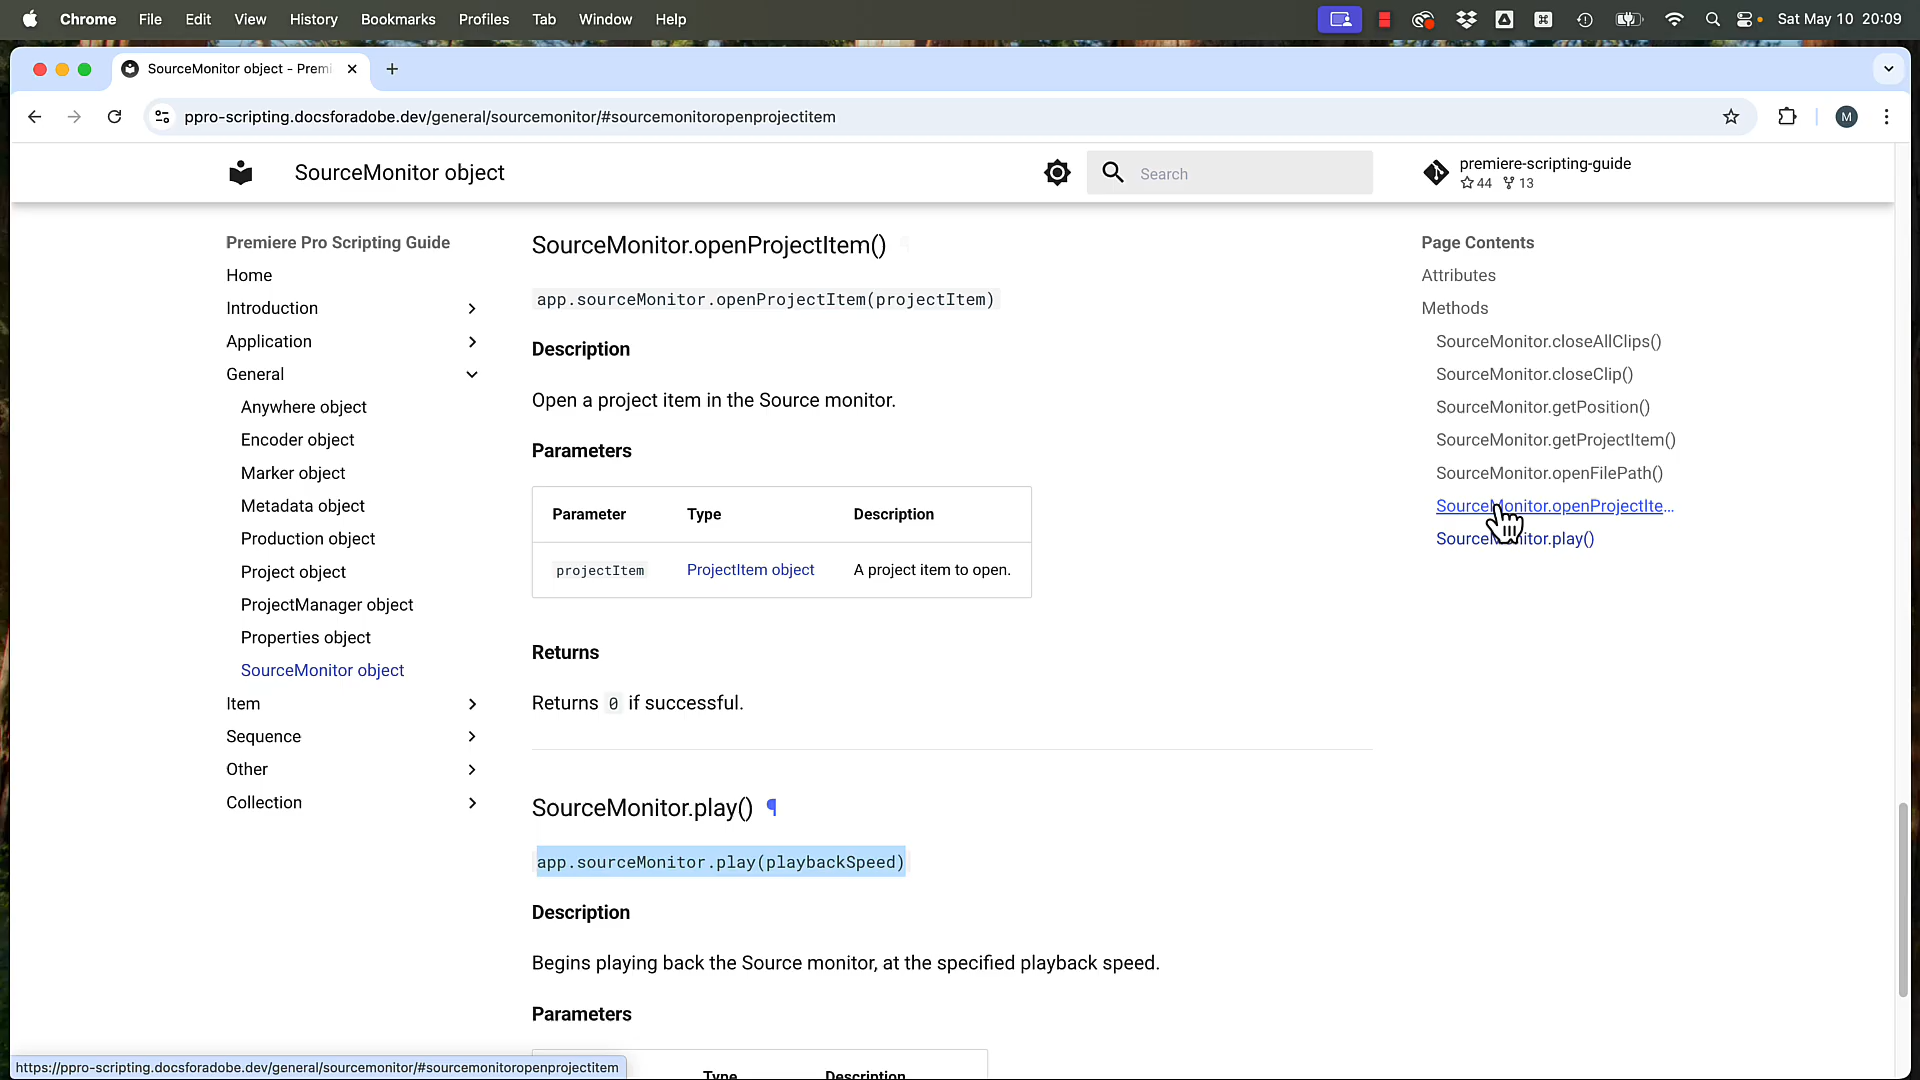 Chrome File Edit View History Bookmarks Profiles Tab Window Help Sat May 10 20:09
SourceMonitor object - Premi
ppro-scripting.docsforadobe.dev/general/sourcemonitor/#sourcemonitoropenprojectitem
M
SourceMonitor object
Search
premiere-scripting-guide
44 13
Premiere Pro Scripting Guide
Home
Introduction
Application
General
Anywhere object
Encoder object
Marker object
Metadata object
Production object
Project object
ProjectManager object
Properties object
SourceMonitor object
Item
Sequence
Other
Collection
SourceMonitor.openProjectItem() ¶
app.sourceMonitor.openProjectItem(projectItem)
Description
Open a project item in the Source monitor.
Parameters
Parameter Type Description
projectItem ProjectItem object A project item to open.
Returns
Returns 0 if successful.
SourceMonitor.play() ¶
app.sourceMonitor.play(playbackSpeed)
Description
Begins playing back the Source monitor, at the specified playback speed.
Parameters
Type Description
Page Contents
Attributes
Methods
SourceMonitor.closeAllClips()
SourceMonitor.closeClip()
SourceMonitor.getPosition()
SourceMonitor.getProjectItem()
SourceMonitor.openFilePath()
SourceMonitor.openProjectIte...
SourceMonitor.play()
https://ppro-scripting.docsforadobe.dev/general/sourcemonitor/#sourcemonitoropenprojectitem